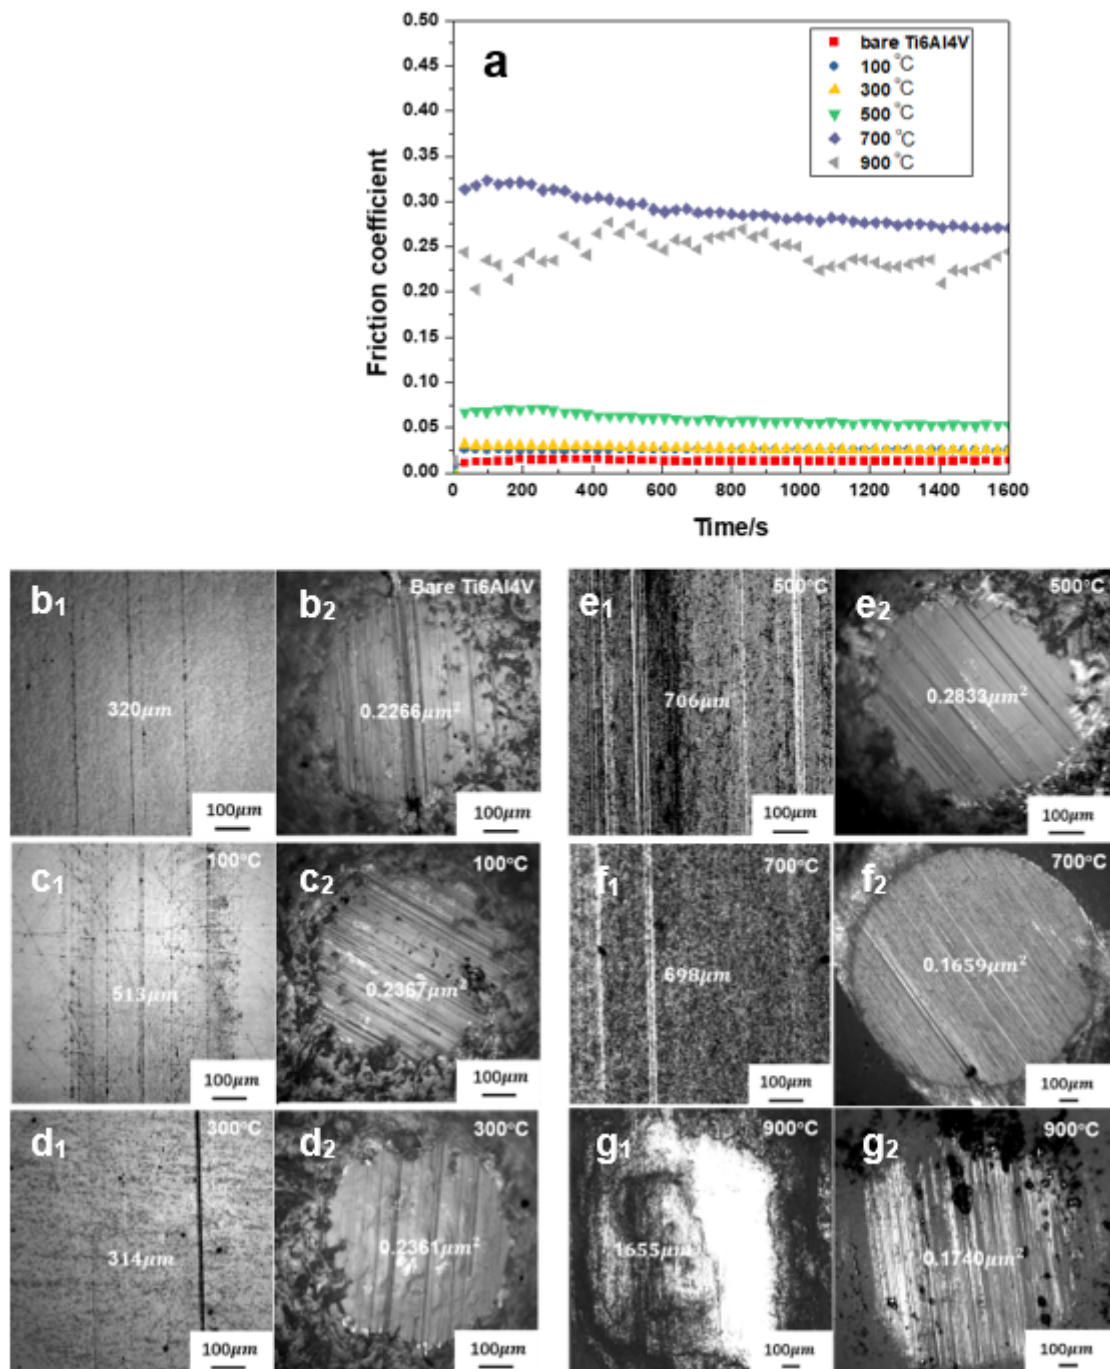 a
bare Ti6Al4V
100 °C
300 °C
500 °C
700 °C
900 °C
0.50
0.45
0.40
0.35
0.30
0.25
0.20
0.15
0.10
0.05
0.00
Friction coefficient
0 200 400 600 800 1000 1200 1400 1600
Time/s
b1
320μm
100μm
Bare Ti6Al4V
b2
0.2266μm²
100μm
e1
500°C
706μm
100μm
e2
500°C
0.2833μm²
100μm
c1
100°C
513μm
100μm
c2
100°C
0.2367μm²
100μm
f1
700°C
698μm
100μm
f2
700°C
0.1659μm²
100μm
d1
300°C
314μm
100μm
d2
300°C
0.2361μm²
100μm
g1
900°C
1655μm
100μm
g2
900°C
0.1740μm²
100μm